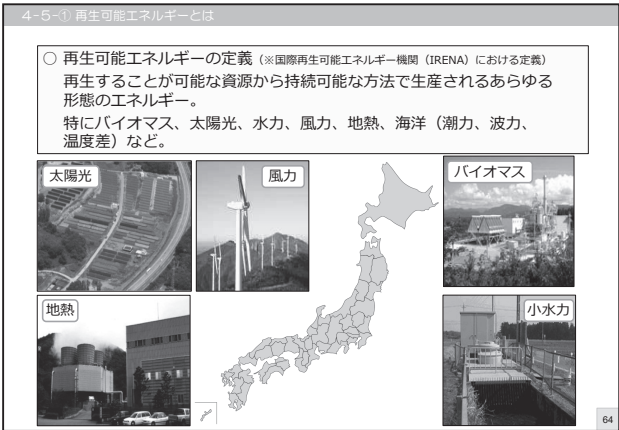 4-5-① 再生可能エネルギーとは
○ 再生可能エネルギーの定義（※国際再生可能エネルギー機関（IRENA）における定義）
再生することが可能な資源から持続可能な方法で生産されるあらゆる
形態のエネルギー。
特にバイオマス、太陽光、水力、風力、地熱、海洋（潮力、波力、
温度差）など。
太陽光
風力
バイオマス
地熱
小水力
64